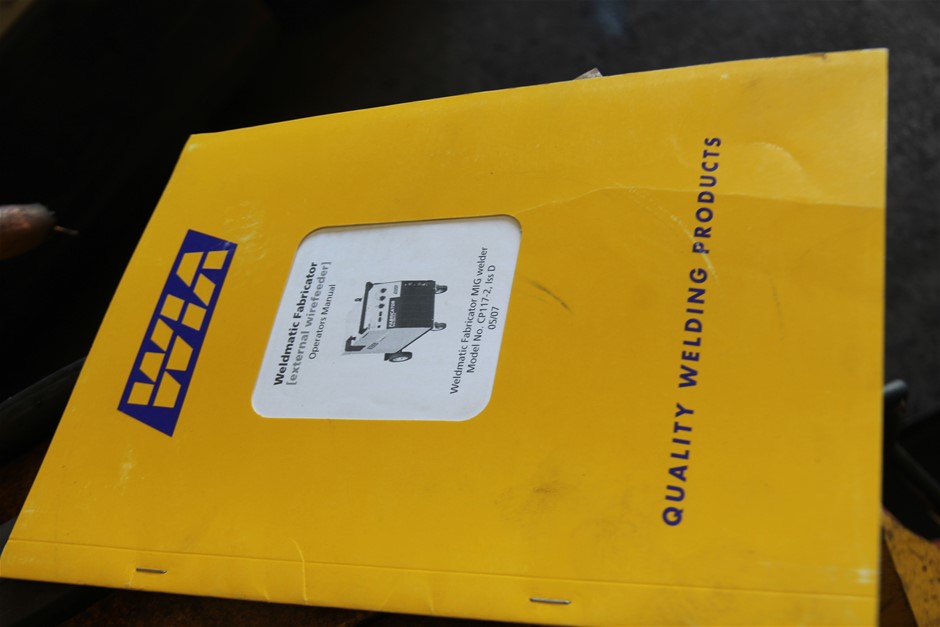 WIA
Weldmatic Fabricator
[external wirefeeder]
Operators Manual
Weldmatic Fabricator MIG welder
Model No. CP117-2, Iss D
05/07
QUALITY WELDING PRODUCTS